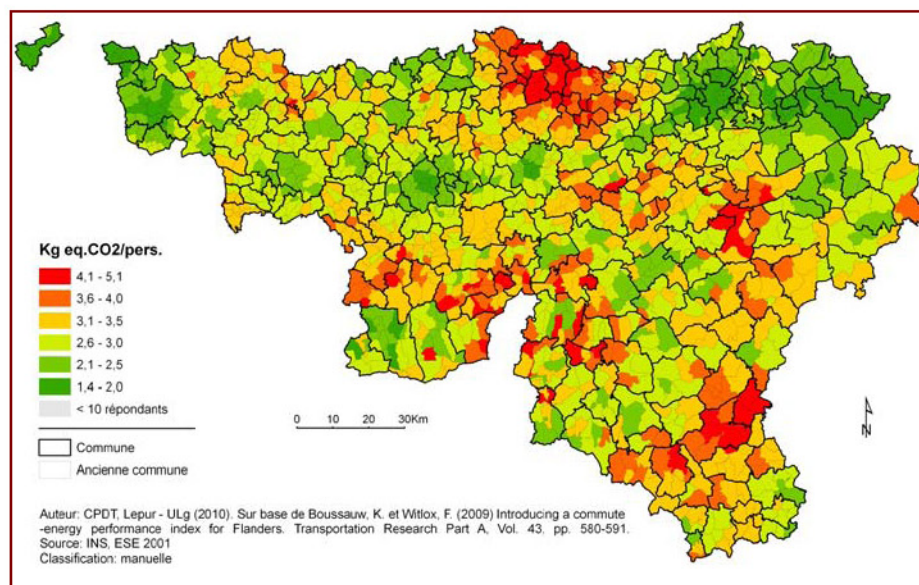 Kg eq.CO2/pers.
4,1 - 5,1
3,6 - 4,0
3,1 - 3,5
2,6 - 3,0
2,1 - 2,5
1,4 - 2,0
< 10 répondants
Commune
Ancienne commune
0 10 20 30Km
N
Auteur: CPDT, Lepur - ULg (2010). Sur base de Boussauw, K. et Witlox, F. (2009) Introducing a commute
-energy performance index for Flanders. Transportation Research Part A, Vol. 43, pp. 580-591.
Source: INS, ESE 2001
Classification: manuelle